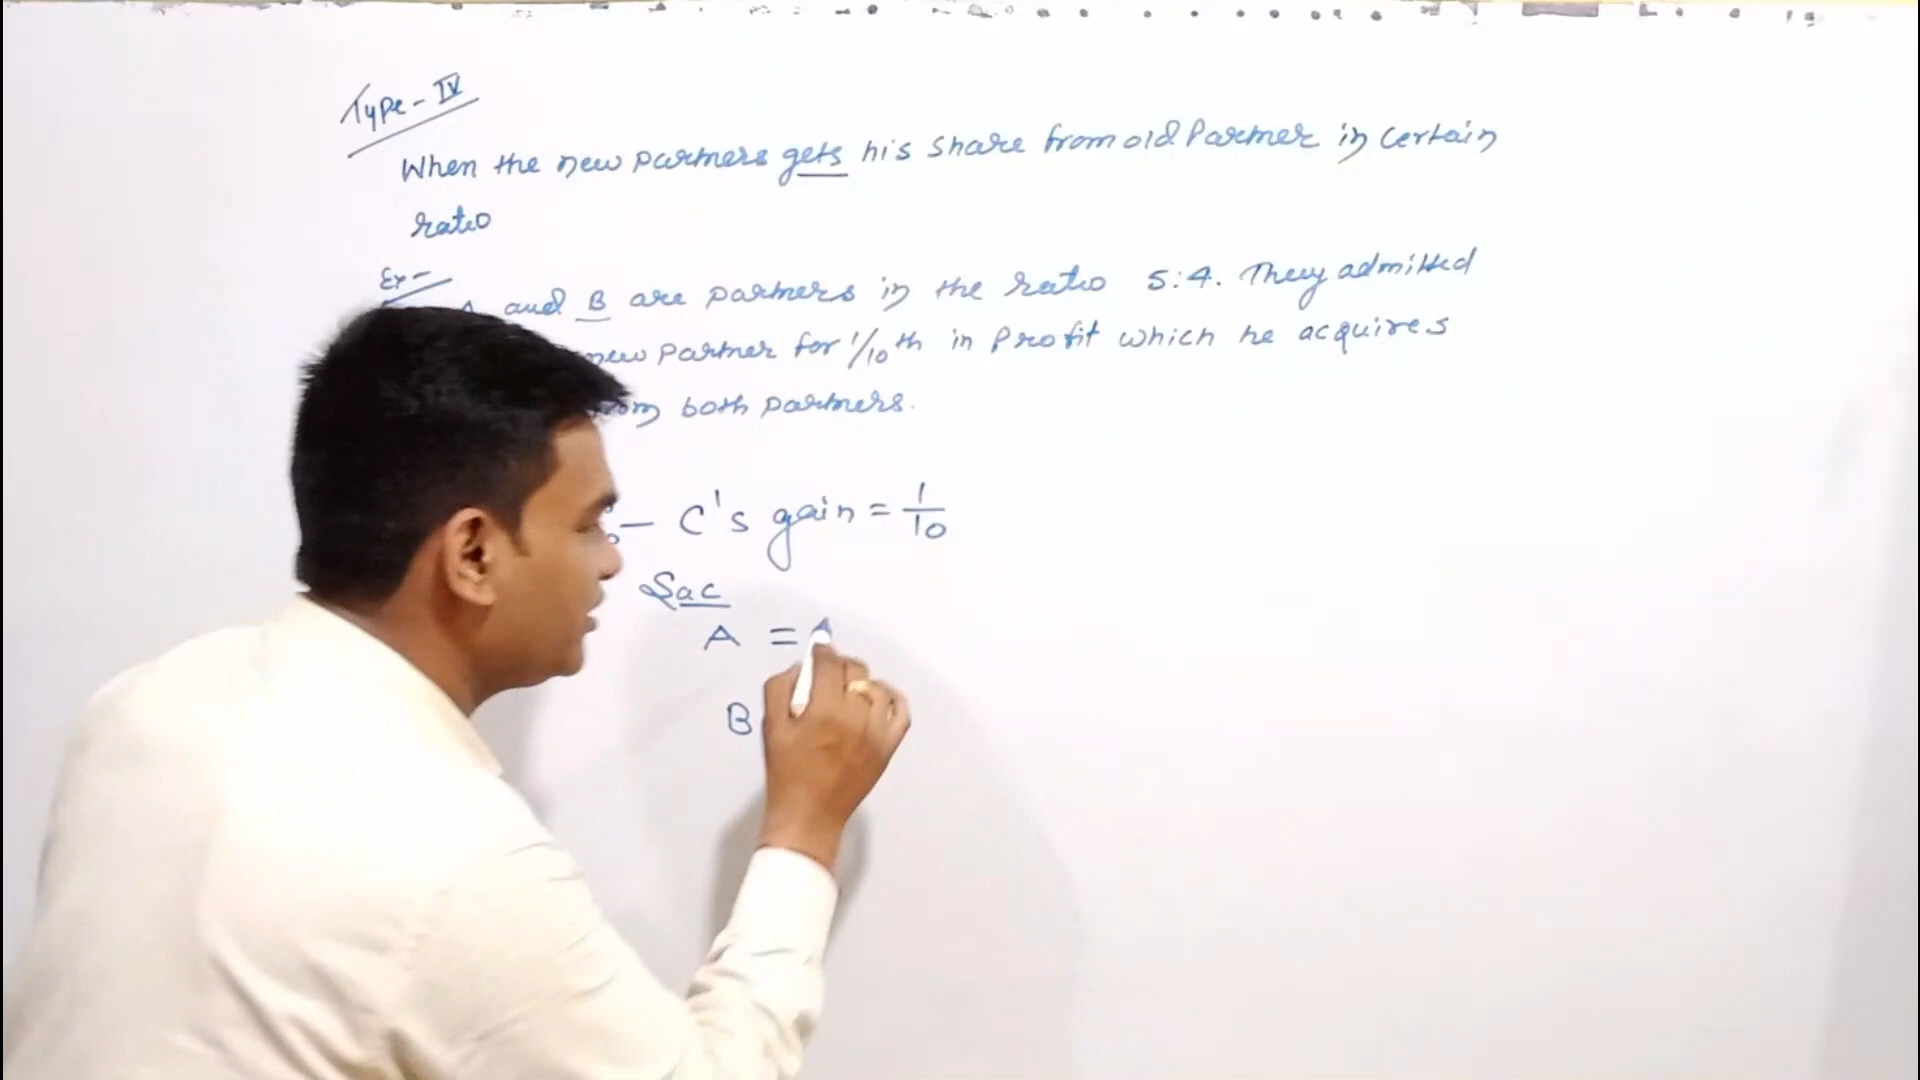 Type - IV
When the new partners gets his share from old Partner in certain
ratio
Ex -
and B are partners in the ratio 5:4. They admitted
new partner for 1/10th in Profit which he acquires
both partners.
- C's gain = 1/10
Sac
A =
B